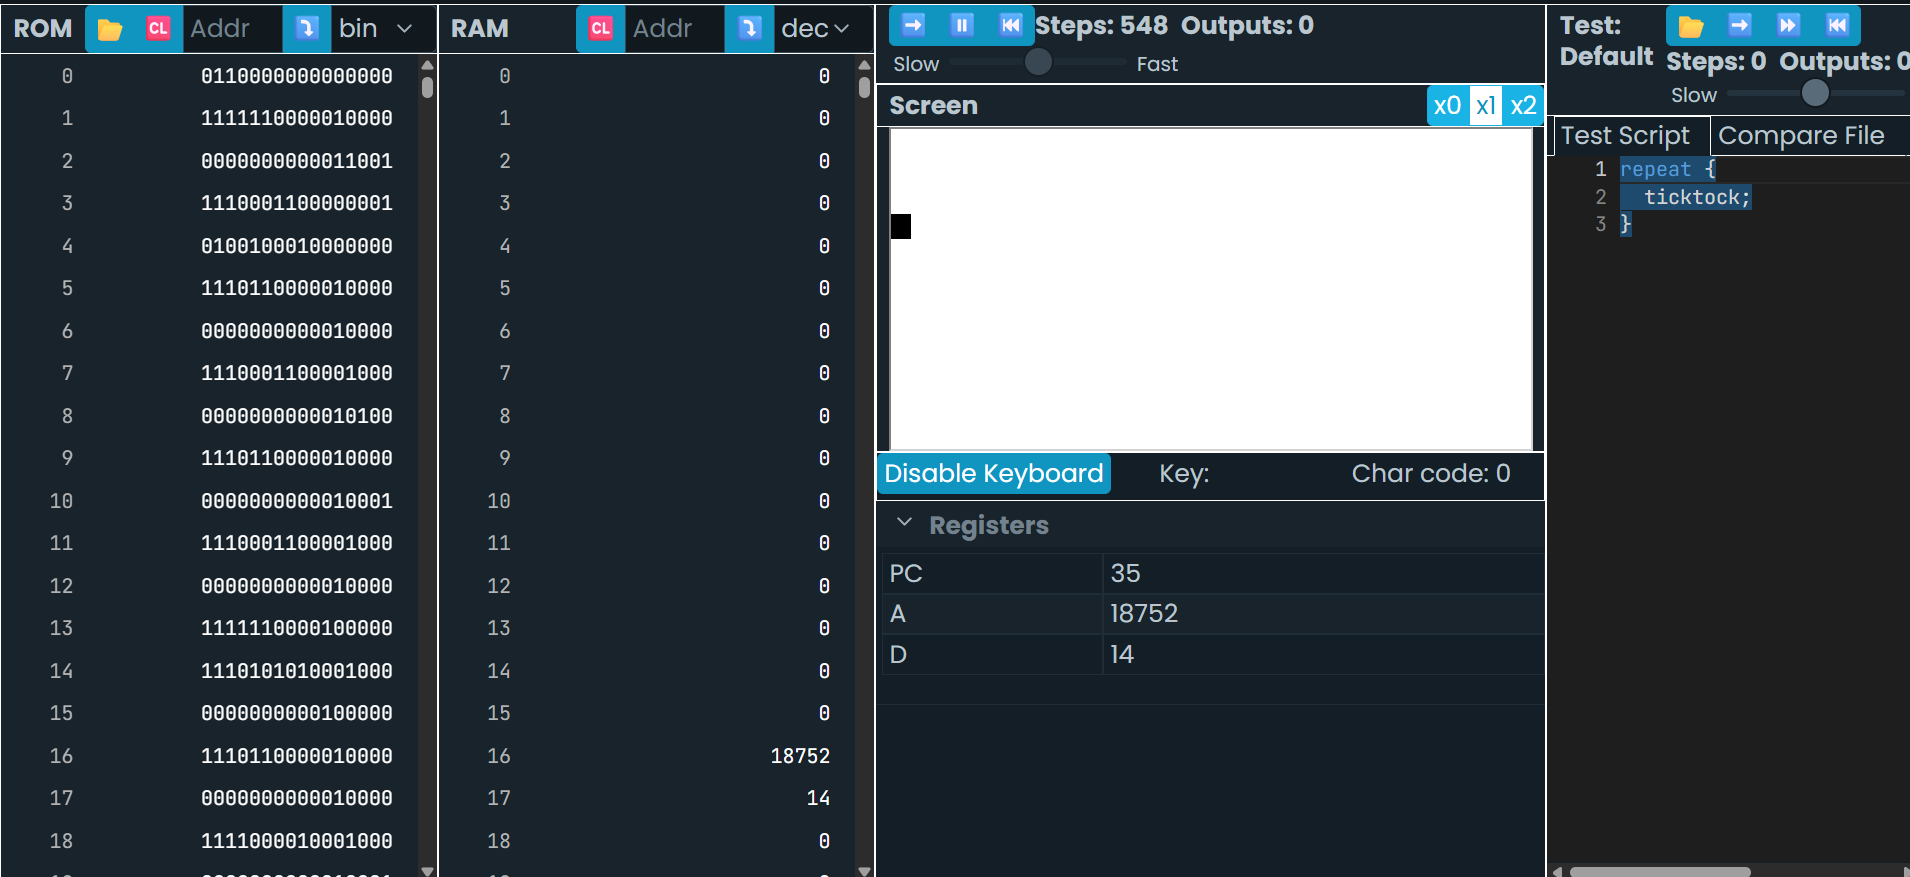 ROM CL Addr bin
0 0110000000000000
1 1111110000010000
2 0000000000011001
3 1110001100000001
4 0100100010000000
5 1110110000010000
6 0000000000010000
7 1110001100001000
8 0000000000010100
9 1110110000010000
10 0000000000010001
11 1110001100001000
12 0000000000010000
13 1111110000100000
14 1110101010001000
15 0000000000100000
16 1110110000010000
17 0000000000010000
18 1111000010001000
RAM CL Addr dec
0 0
1 0
2 0
3 0
4 0
5 0
6 0
7 0
8 0
9 0
10 0
11 0
12 0
13 0
14 0
15 0
16 18752
17 14
18 0
Steps: 548 Outputs: 0
Slow Fast
Screen x0 x1 x2
Disable Keyboard Key: Char code: 0
Registers
PC 35
A 18752
D 14
Test:
Default
Steps: 0 Outputs: 0
Slow
Test Script Compare File
1 repeat {
2 ticktock;
3 }